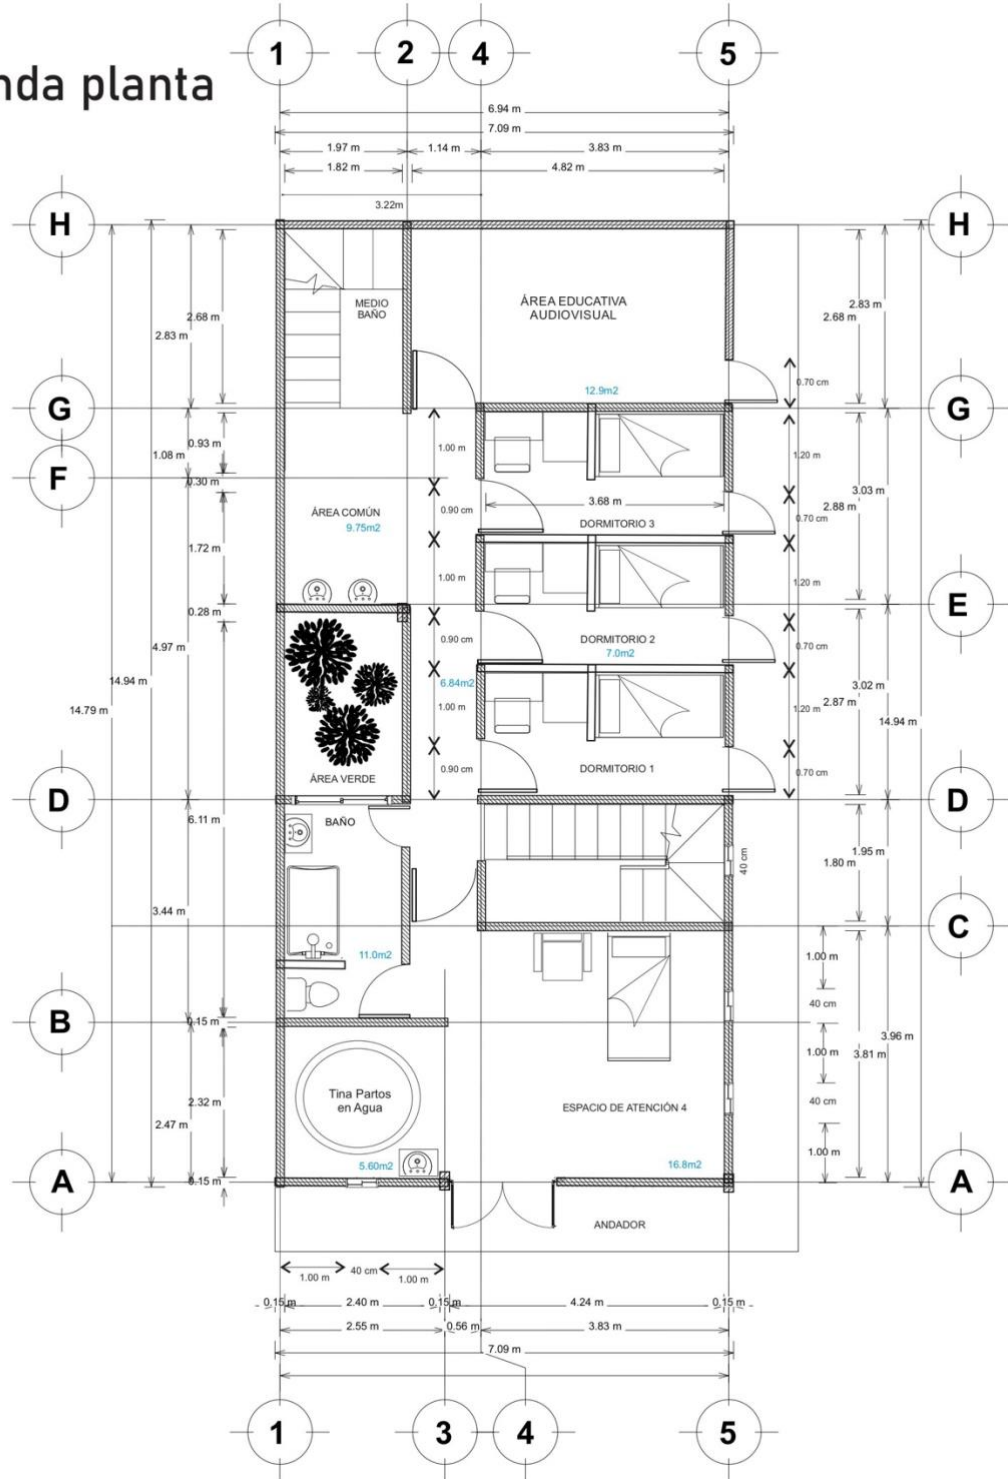 nda planta
1 2 4 5
6.94 m
7.09 m
1.97 m 1.14 m 3.83 m
1.82 m 4.82 m
3.22m
H H
MEDIO
BAÑO
ÁREA EDUCATIVA
AUDIOVISUAL
2.68 m
2.83 m
2.83 m
2.68 m
12.9m2
0.70 cm
G G
0.93 m
1.08 m
1.00 m
1.20 m
F
0.30 m
3.03 m
2.88 m
3.68 m
ÁREA COMÚN
9.75m2
0.90 cm
DORMITORIO 3
0.70 cm
1.72 m
1.00 m
1.20 m
E
0.28 m
4.97 m
0.90 cm
DORMITORIO 2
7.0m2
0.70 cm
14.94 m
14.79 m
6.84m2
1.00 m
1.20 m
3.02 m
2.87 m
14.94 m
ÁREA VERDE
0.90 cm
DORMITORIO 1
0.70 cm
D D
6.11 m
BAÑO
40 cm
1.95 m
1.80 m
3.44 m
C
11.0m2
1.00 m
40 cm
B
0.15 m
1.00 m
3.96 m
3.81 m
Tina Partos
en Agua
2.32 m
2.47 m
ESPACIO DE ATENCIÓN 4
40 cm
1.00 m
5.60m2
16.8m2
A A
0.15 m
ANDADOR
1.00 m 40 cm 1.00 m
0.15 m 2.40 m 0.15 m 4.24 m 0.15 m
2.55 m 0.56 m 3.83 m
7.09 m
1 3 4 5